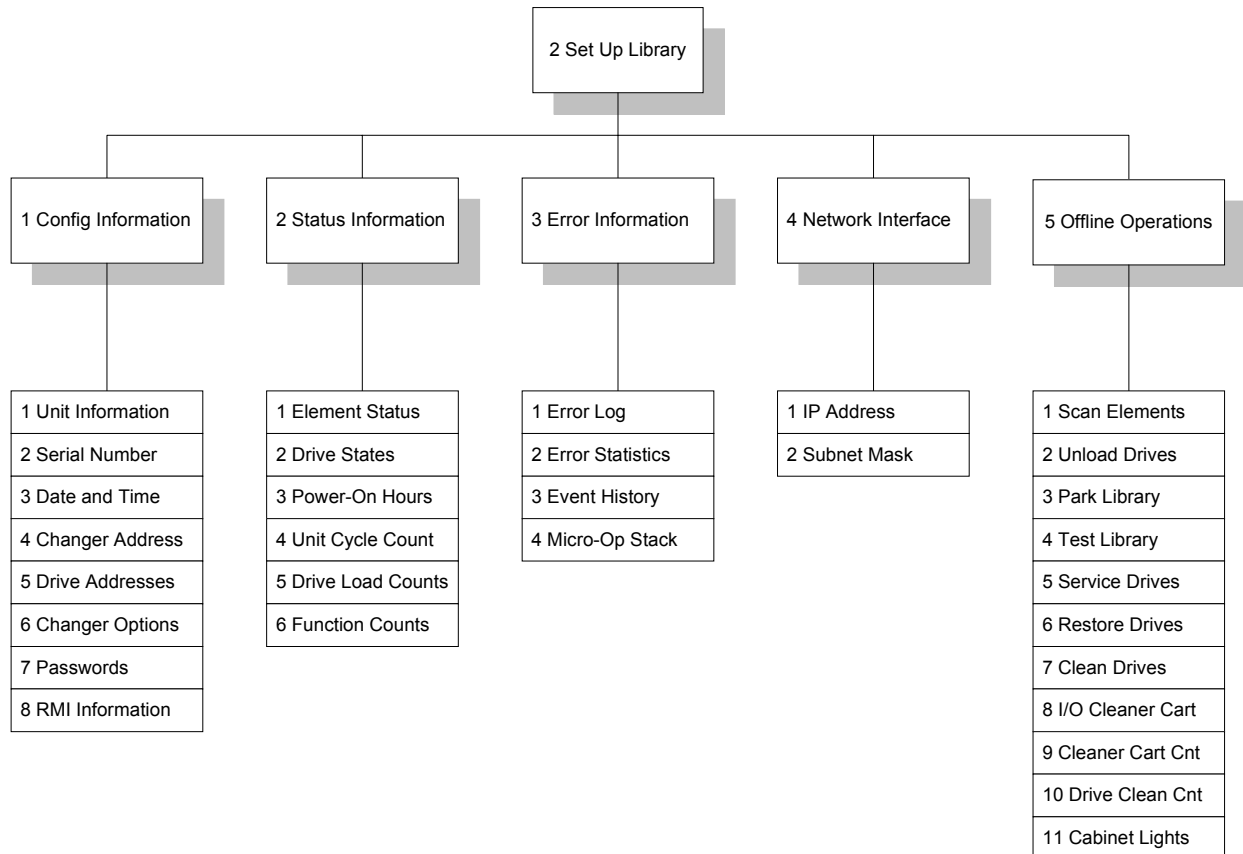 2 Set Up Library
1 Config Information
2 Status Information
3 Error Information
4 Network Interface
5 Offline Operations
1 Unit Information
2 Serial Number
3 Date and Time
4 Changer Address
5 Drive Addresses
6 Changer Options
7 Passwords
8 RMI Information
1 Element Status
2 Drive States
3 Power-On Hours
4 Unit Cycle Count
5 Drive Load Counts
6 Function Counts
1 Error Log
2 Error Statistics
3 Event History
4 Micro-Op Stack
1 IP Address
2 Subnet Mask
1 Scan Elements
2 Unload Drives
3 Park Library
4 Test Library
5 Service Drives
6 Restore Drives
7 Clean Drives
8 I/O Cleaner Cart
9 Cleaner Cart Cnt
10 Drive Clean Cnt
11 Cabinet Lights